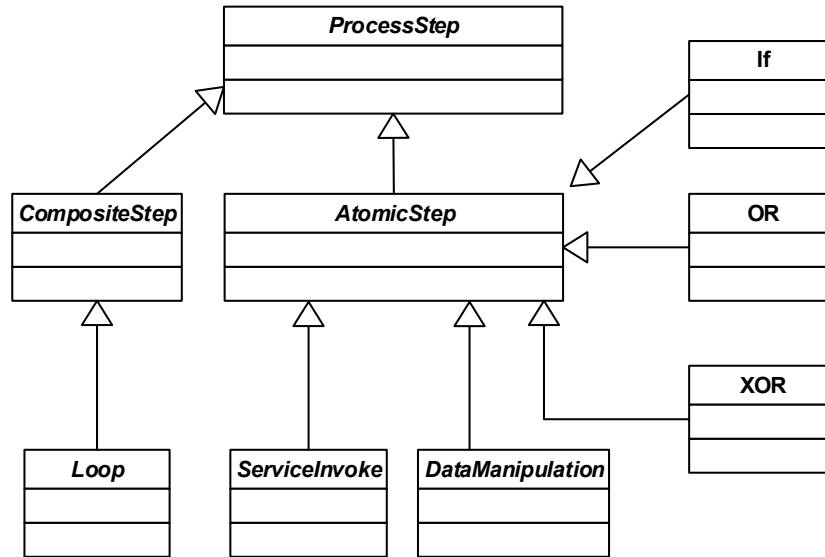 ProcessStep
If
CompositeStep
AtomicStep
OR
XOR
Loop
ServiceInvoke
DataManipulation